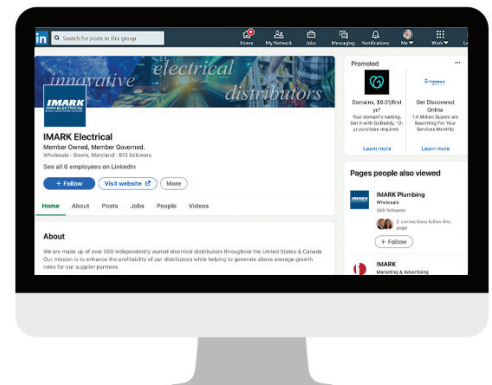 in
Search for posts in this group
Home My Network Jobs Messaging Notifications Me Work
innovative electrical distributors
IMARK
ELECTRICAL
IMARK Electrical
Member Owned, Member Governed.
Wholesale · Bowie, Maryland · 813 followers
See all 6 employees on LinkedIn
+ Follow Visit website More
Home About Posts Jobs People Videos
About
We are made up of over 900 independently owned electrical distributors throughout the United States & Canada.
Our mission is to enhance the profitability of our distributors while helping to generate above average growth
rates for our supplier partners.
Promoted
Domains, $0.01/first
yr?
Your domain's waiting.
Get it with GoDaddy. *2-
yr purchase required.
Learn more
Get Discovered
Online
1.4 Million Buyers are
Searching For Your
Services Monthly
Learn more
Pages people also viewed
IMARK
IMARK Plumbing
Wholesale
followers
2 connections follow this
page
+ Follow
IMARK
Marketing & Advertising